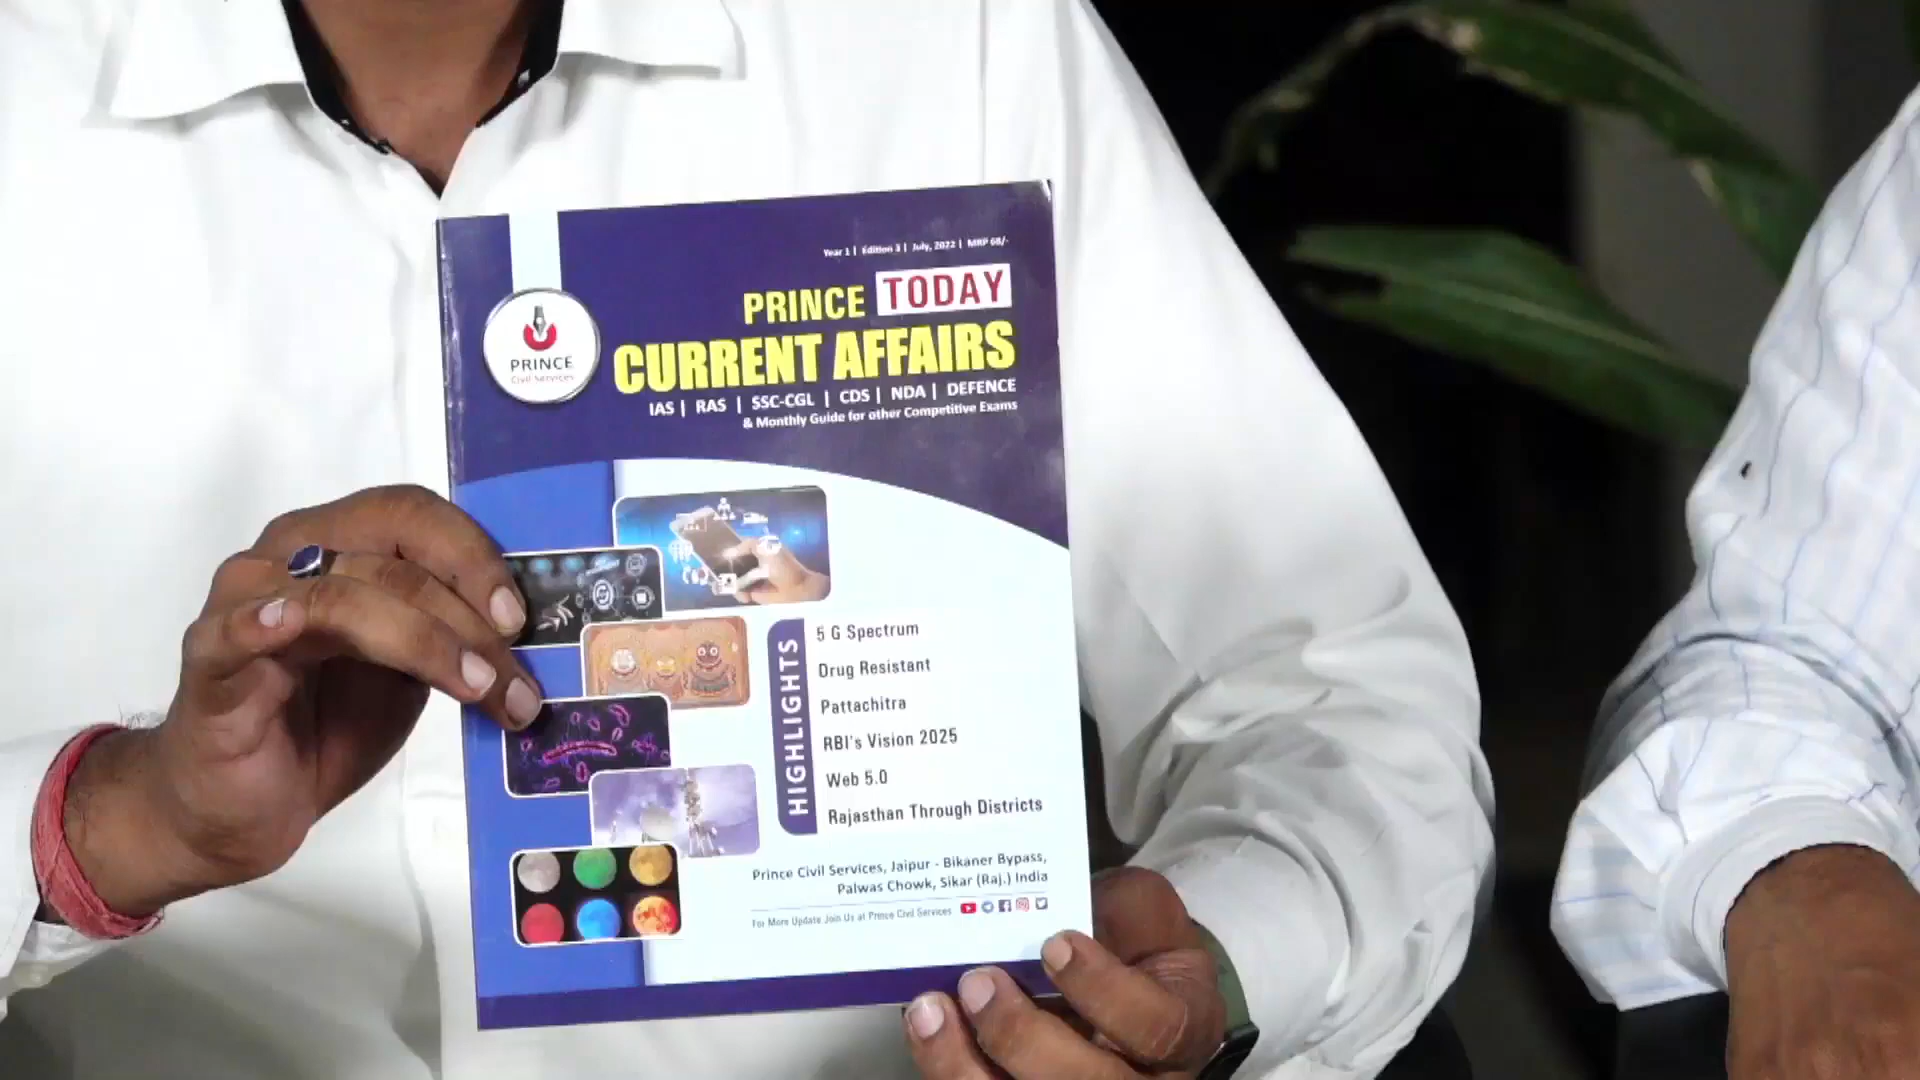 Year 1 | Edition 3 | July, 2022 | MRP 68/-
PRINCE TODAY
CURRENT AFFAIRS
IAS | RAS | SSC-CGL | CDS | NDA | DEFENCE
& Monthly Guide for other Competitive Exams
PRINCE
Civil Services
HIGHLIGHTS
5 G Spectrum
Drug Resistant
Pattachitra
RBI's Vision 2025
Web 5.0
Rajasthan Through Districts
Prince Civil Services, Jaipur - Bikaner Bypass,
Palwas Chowk, Sikar (Raj.) India
For More Update Join Us at Prince Civil Services